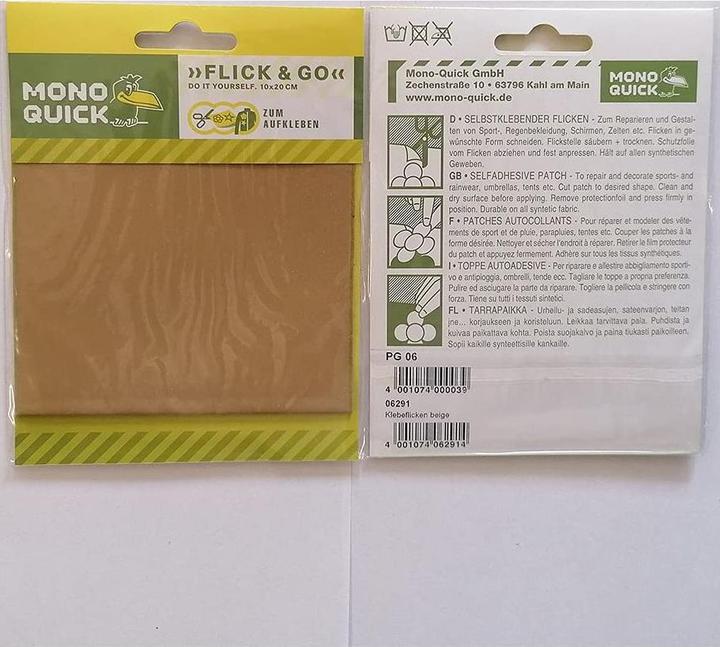 MONO
QUICK
»FLICK & GO«
DO IT YOURSELF. 10x20 CM
ZUM
AUFKLEBEN
Mono-Quick GmbH
Zechenstraße 10 • 63796 Kahl am Main
www.mono-quick.de
MONO
QUICK
D • SELBSTKLEBENDER FLICKEN - Zum Reparieren und Gestal-
ten von Sport-, Regenbekleidung, Schirmen, Zelten etc. Flicken in ge-
wünschte Form schneiden. Flickstelle säubern + trocknen. Schutzfolie
vom Flicken abziehen und fest anpressen. Hält auf allen synthetischen
Geweben.
GB • SELFADHESIVE PATCH - To repair and decorate sports- and
rainwear, umbrellas, tents etc. Cut patch to desired shape. Clean and
dry surface before applying. Remove protectionfoil and press firmly in
position. Durable on all syntetic fabric.
F • PATCHES AUTOCOLLANTS - Pour réparer et modeler des vête-
ments de sport et de pluie, parapluies, tentes etc. Couper les patches à la
forme désirée. Nettoyer et sécher l'endroit à réparer. Retirer le film protecteur
du patch et appuyez fermement. Adhère sur tous les tissus synthétiques.
I • TOPPE AUTOADESIVE - Per riparare e allestire abbigliamento sporti-
vo e antipioggia, ombrelli, tende ecc. Tagliare il toppe a propria preferenza.
Pulire ed asciugare la parte da riparare. Togliere la pellicola e stringere con
forza. Tiene su tutti i tessuti sintetici.
FL • TARRAPAIKKA - Urheilu- ja sadeasujen, sateenvarjon, teltan
jne... korjaukseen ja koristeluun. Leikkaa tarvittava pala. Puhdista ja
kuivaa paikattava kohta. Poista suojakalvo ja paina tiukasti paikoilleen.
Sopii kaikille synteettisille kankaille.
PG 06
4 001074 000039
06291
Klebeflicken beige
4 001074 062914